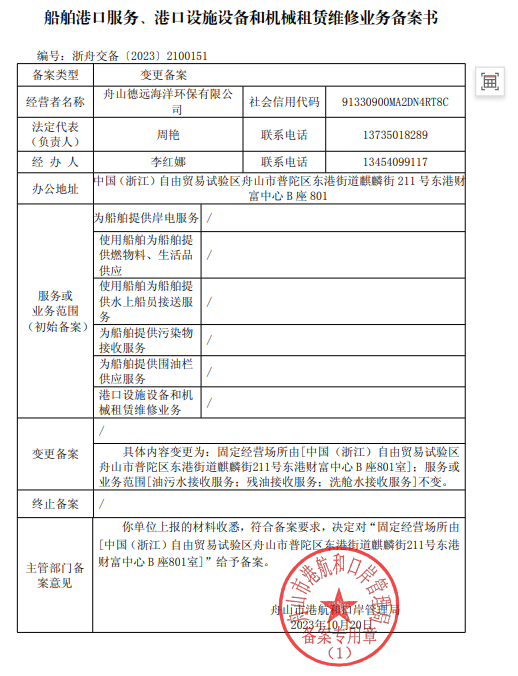 船舶港口服务、港口设施设备和机械租赁维修业务备案书
编号：浙舟交备〔2023〕2100151
备案类型
变更备案
经营者名称
舟山德远海洋环保有限公
司
社会信用代码
91330900MA2DN4RT8C
法定代表
（负责人）
周艳
联系电话
13735018289
经 办 人
李红娜
联系电话
13454099117
办公地址
中国（浙江）自由贸易试验区舟山市普陀区东港街道麒麟街 211 号东港财
富中心 B 座 801
服务或
业务范围
（初始备案）
为船舶提供岸电服务
/
使用船舶为船舶提
供燃物料、生活品
供应
/
使用船舶为船舶提
供水上船员接送服
务
/
为船舶提供污染物
接收服务
/
为船舶提供围油栏
供应服务
/
港口设施设备和机
械租赁维修业务
/
变更备案
/
具体内容变更为：固定经营场所由[中国（浙江）自由贸易试验区
舟山市普陀区东港街道麒麟街211号东港财富中心 B 座801室]；服务或
业务范围[油污水接收服务；残油接收服务；洗舱水接收服务]不变。
终止备案
/
主管部门备
案意见
你单位上报的材料收悉，符合备案要求，决定对“固定经营场所由
[中国（浙江）自由贸易试验区舟山市普陀区东港街道麒麟街211号东港
财富中心 B 座801室]”给予备案。
舟山市港航和口岸管理局
2023年10月20日
舟山市港航和口岸管理局
备案专用章
（1）